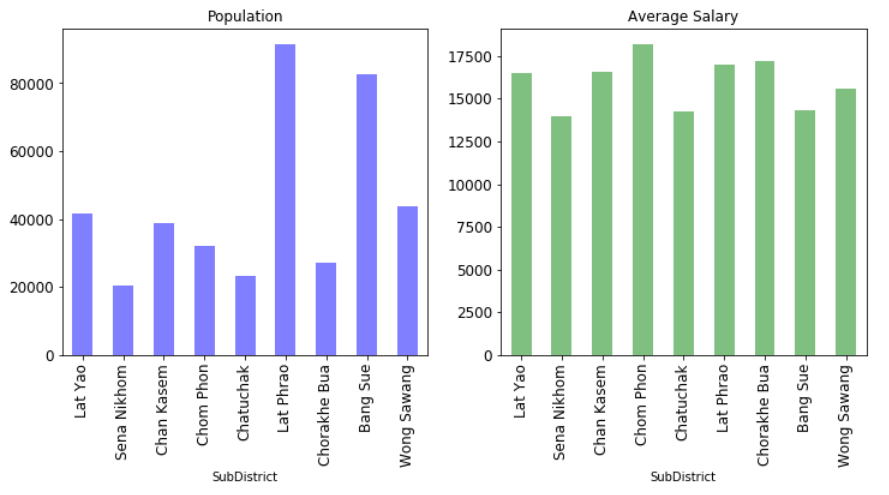 Population
80000
60000
40000
20000
0
Lat Yao
Sena Nikhom
Chan Kasem
Chom Phon
Chatuchak
Lat Phrao
Chorakhe Bua
Bang Sue
Wong Sawang
SubDistrict
Average Salary
17500
15000
12500
10000
7500
5000
2500
0
Lat Yao
Sena Nikhom
Chan Kasem
Chom Phon
Chatuchak
Lat Phrao
Chorakhe Bua
Bang Sue
Wong Sawang
SubDistrict